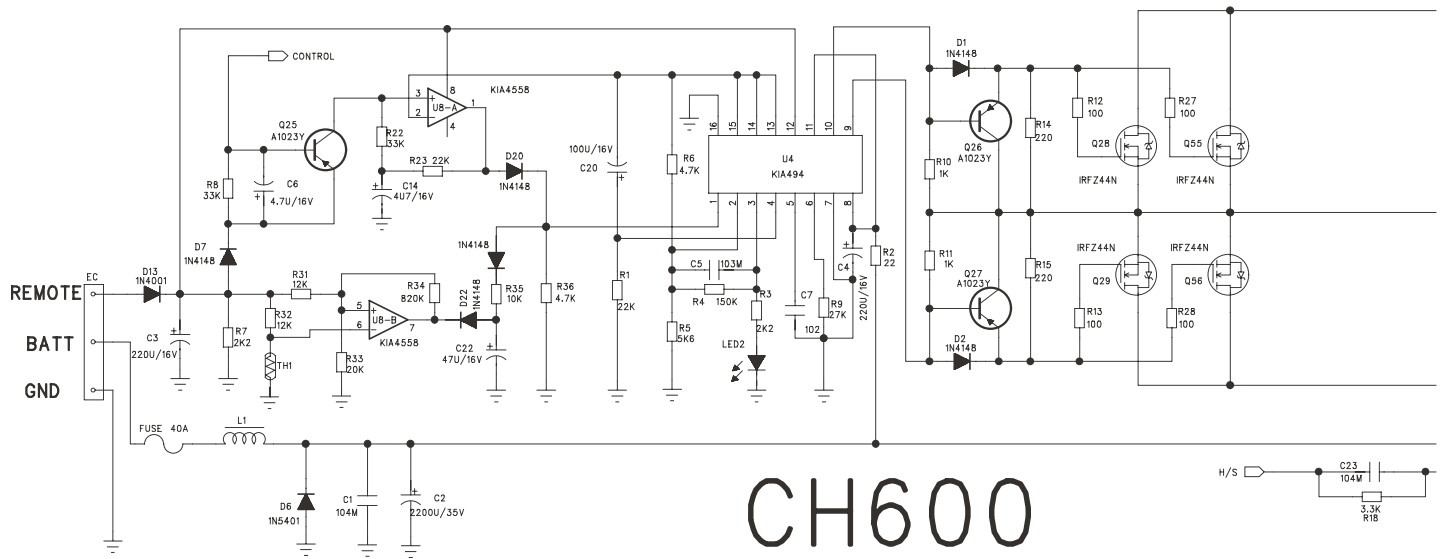 CONTROL
Q25
A1023Y
R8
33K
C6
4.7U/16V
D7
1N4148
R22
33K
3
2
+
-
8
U8-A
4
1
KIA4558
R23 22K
D20
1N4148
C14
4U7/16V
100U/16V
C20
R6
4.7K
16
15
14
13
12
11
10
9
U4
KIA494
1
2
3
4
5
6
7
8
D1
1N4148
Q26
A1023Y
R10
1K
R14
220
R12
100
R27
100
Q28
Q55
IRFZ44N
IRFZ44N
EC
REMOTE
BATT
GND
D13
1N4001
C3
220U/16V
R7
2K2
R31
12K
R32
12K
TH1
R33
20K
5
6
+
-
U8-B
7
KIA4558
R34
820K
D22
1N4148
1N4148
R35
10K
C22
47U/16V
R36
4.7K
R1
22K
C5
103M
R4
150K
R5
5K6
R3
2K2
LED2
C7
102
R9
27K
C4
220U/16V
R2
22
R11
1K
Q27
A1023Y
D2
1N4148
R15
220
IRFZ44N
IRFZ44N
Q29
Q56
R13
100
R28
100
FUSE 40A
L1
D6
1N5401
C1
104M
C2
2200U/35V
CH600
H/S
C23
104M
3.3K
R18